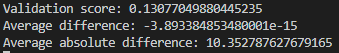 Validation score: 0.13077049880445235
Average difference: -3.893384853480001e-15
Average absolute difference: 10.352787627679165